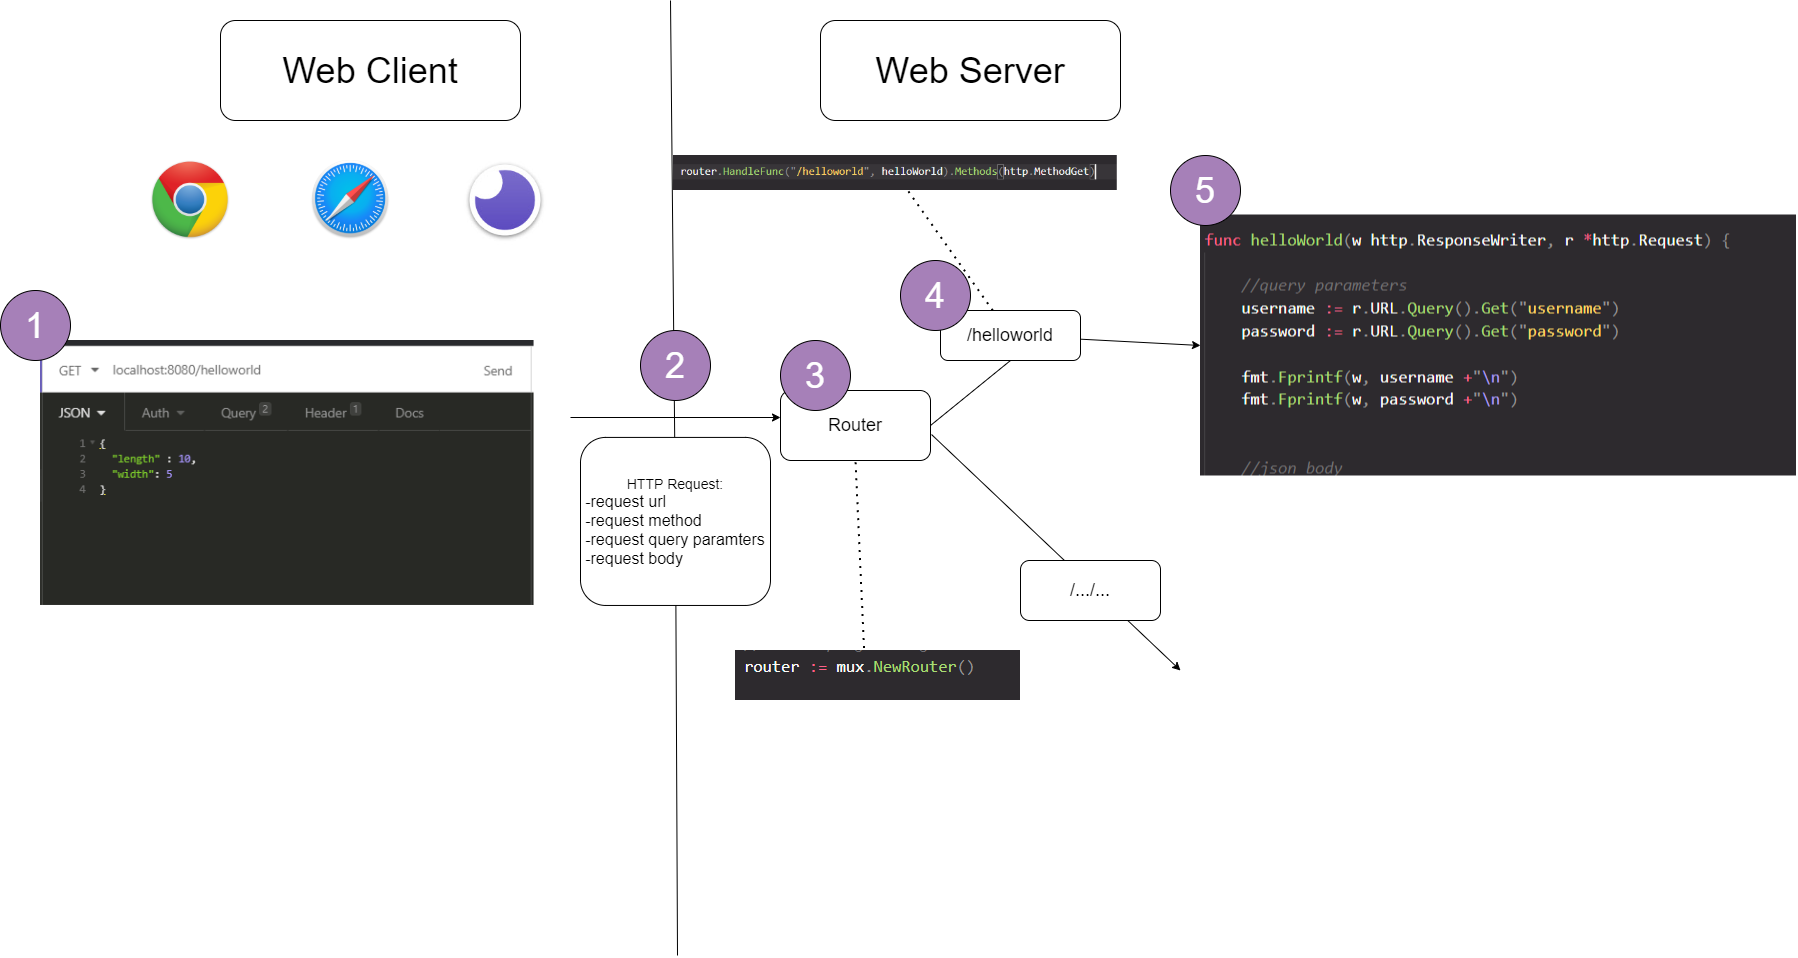 Web Client
Web Server
router.HandleFunc("/helloworld", helloWorld).Methods(http.MethodGet)
1
GET localhost:8080/helloworld Send
JSON Auth Query 2 Header 1 Docs
1 {
2 "length" : 10,
3 "width": 5
4 }
2
HTTP Request:
-request url
-request method
-request query paramters
-request body
3
Router
router := mux.NewRouter()
4
/helloworld
/.../...
5
func helloWorld(w http.ResponseWriter, r *http.Request) {
//query parameters
username := r.URL.Query().Get("username")
password := r.URL.Query().Get("password")
fmt.Fprintf(w, username +"\n")
fmt.Fprintf(w, password +"\n")
//json body